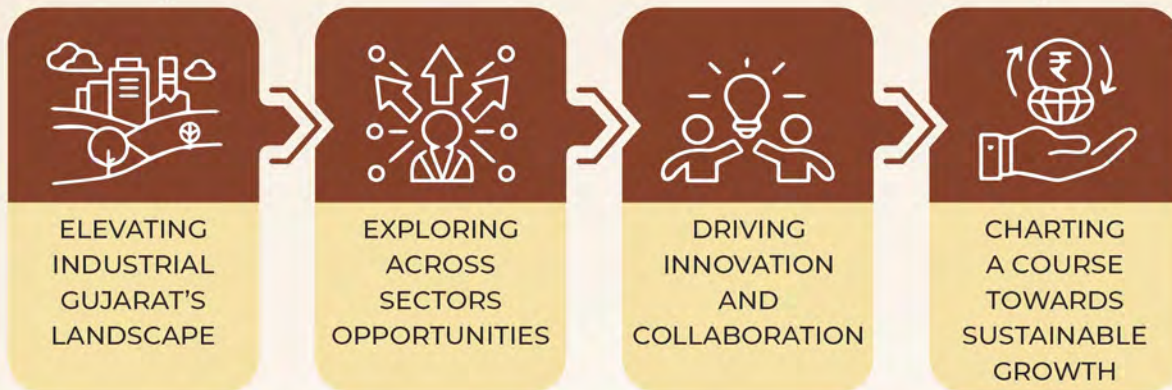 ₹
ELEVATING
INDUSTRIAL
GUJARAT'S
LANDSCAPE
EXPLORING
ACROSS
SECTORS
OPPORTUNITIES
DRIVING
INNOVATION
AND
COLLABORATION
CHARTING
A COURSE
TOWARDS
SUSTAINABLE
GROWTH